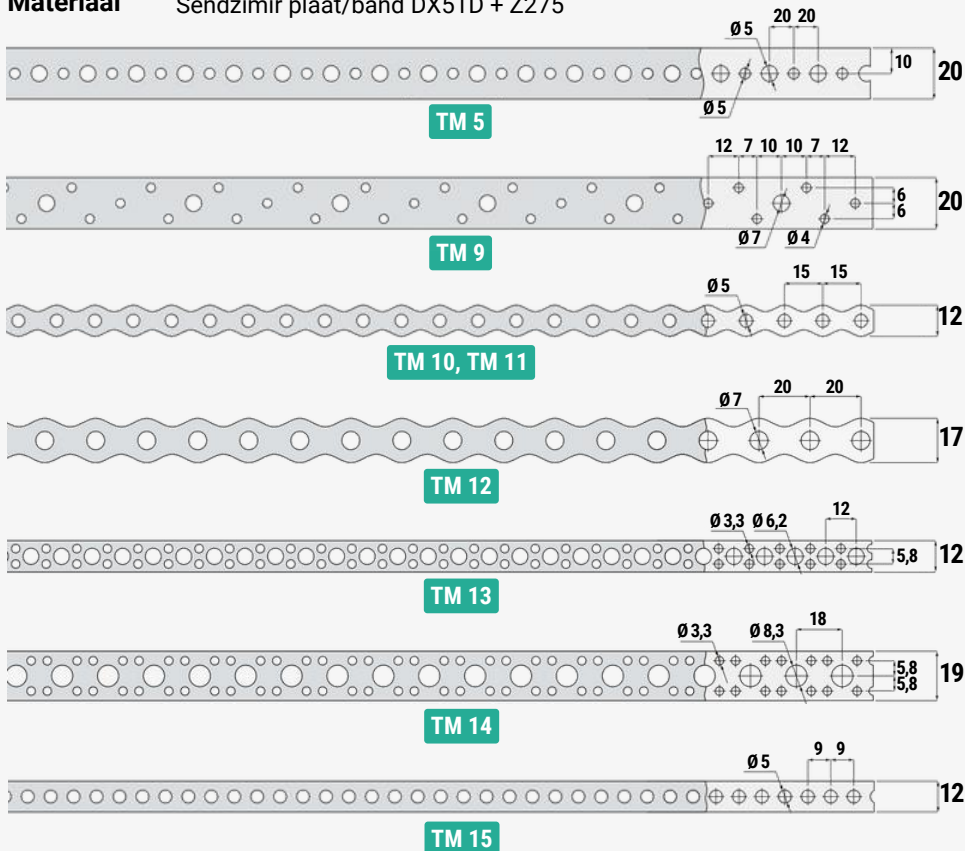 Materiaal Sendzimir plaat/band DX51D + Z275
20 20
Ø 5
10
20
Ø 5
TM 5
12 7 10 10 7 12
6
6
20
Ø 7 Ø 4
TM 9
15 15
Ø 5
12
TM 10, TM 11
20 20
Ø 7
17
TM 12
12
Ø 3,3 Ø 6,2
5,8
12
TM 13
18
Ø 3,3 Ø 8,3
5,8
5,8
19
TM 14
9 9
Ø 5
12
TM 15